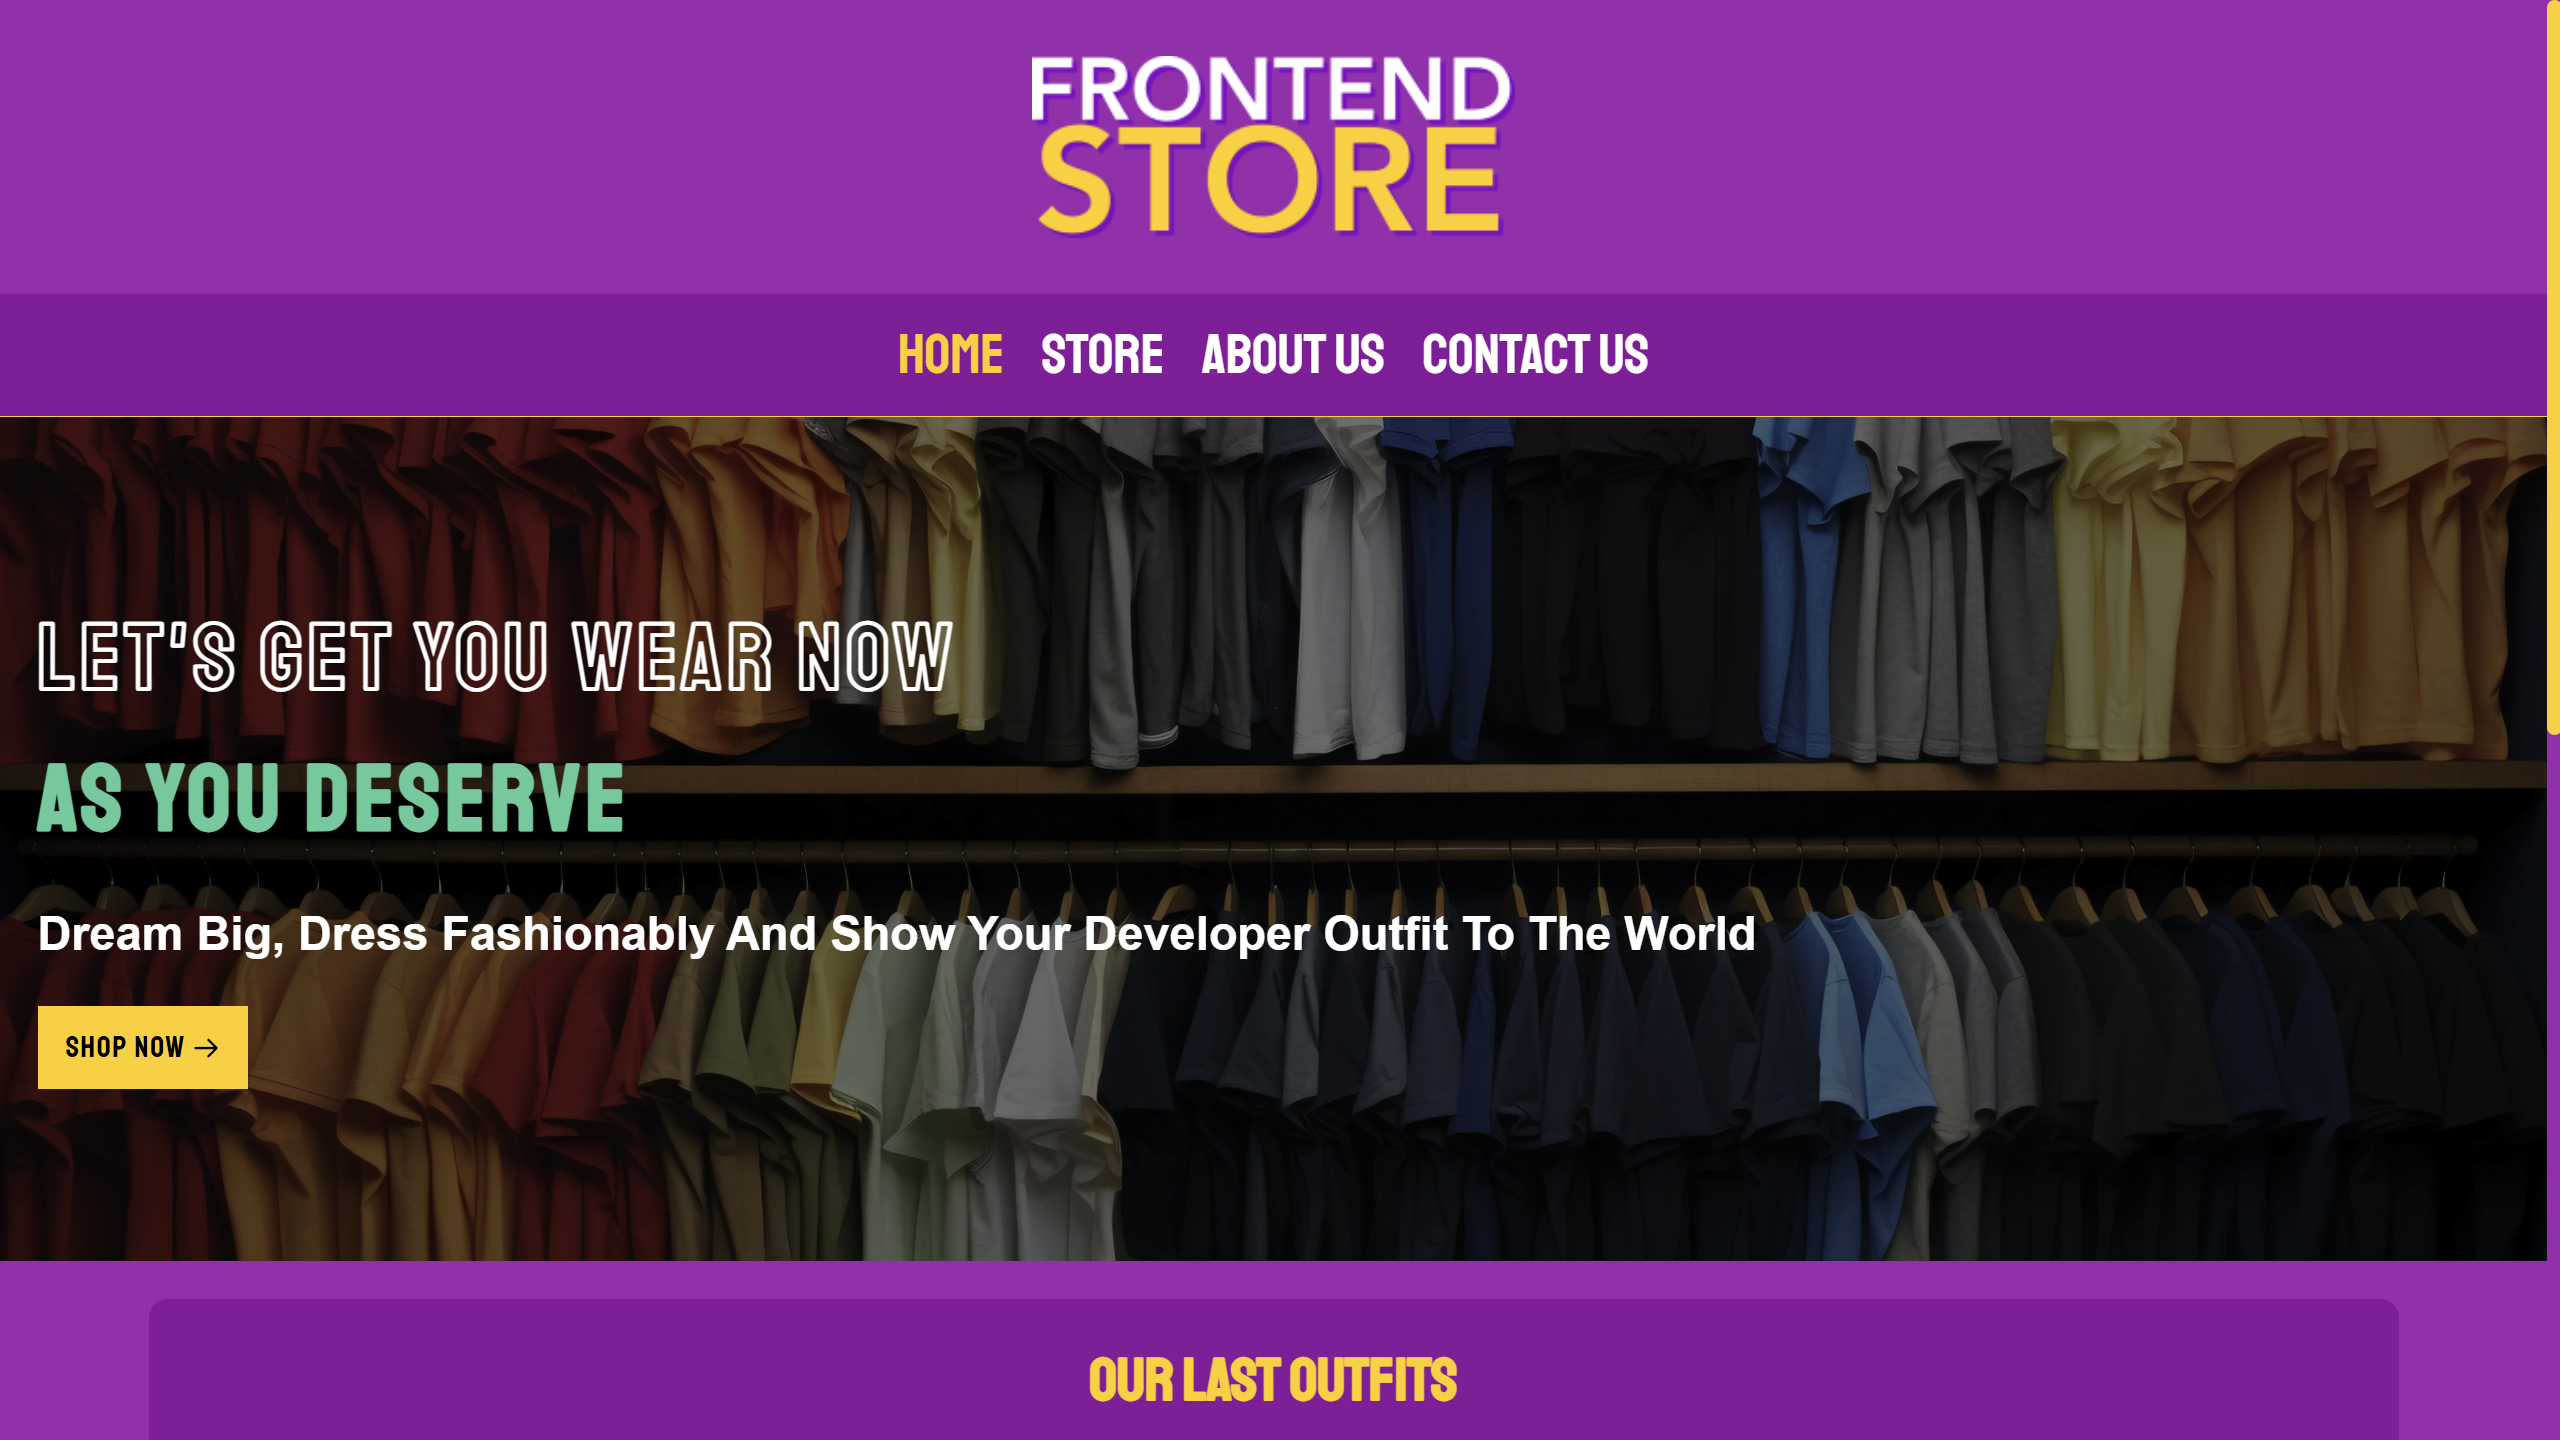 FRONTEND
STORE
HOME STORE ABOUT US CONTACT US
LET'S GET YOU WEAR NOW
AS YOU DESERVE
Dream Big, Dress Fashionably And Show Your Developer Outfit To The World
SHOP NOW →
OUR LAST OUTFITS